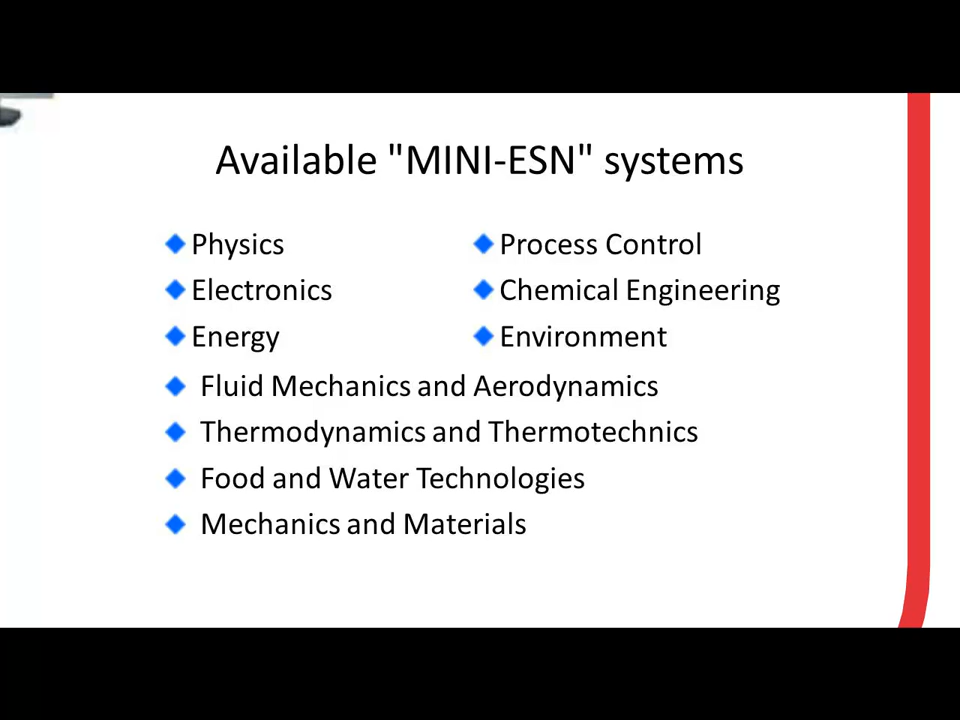 Available "MINI-ESN" systems
Physics
Electronics
Energy
Process Control
Chemical Engineering
Environment
Fluid Mechanics and Aerodynamics
Thermodynamics and Thermotechnics
Food and Water Technologies
Mechanics and Materials